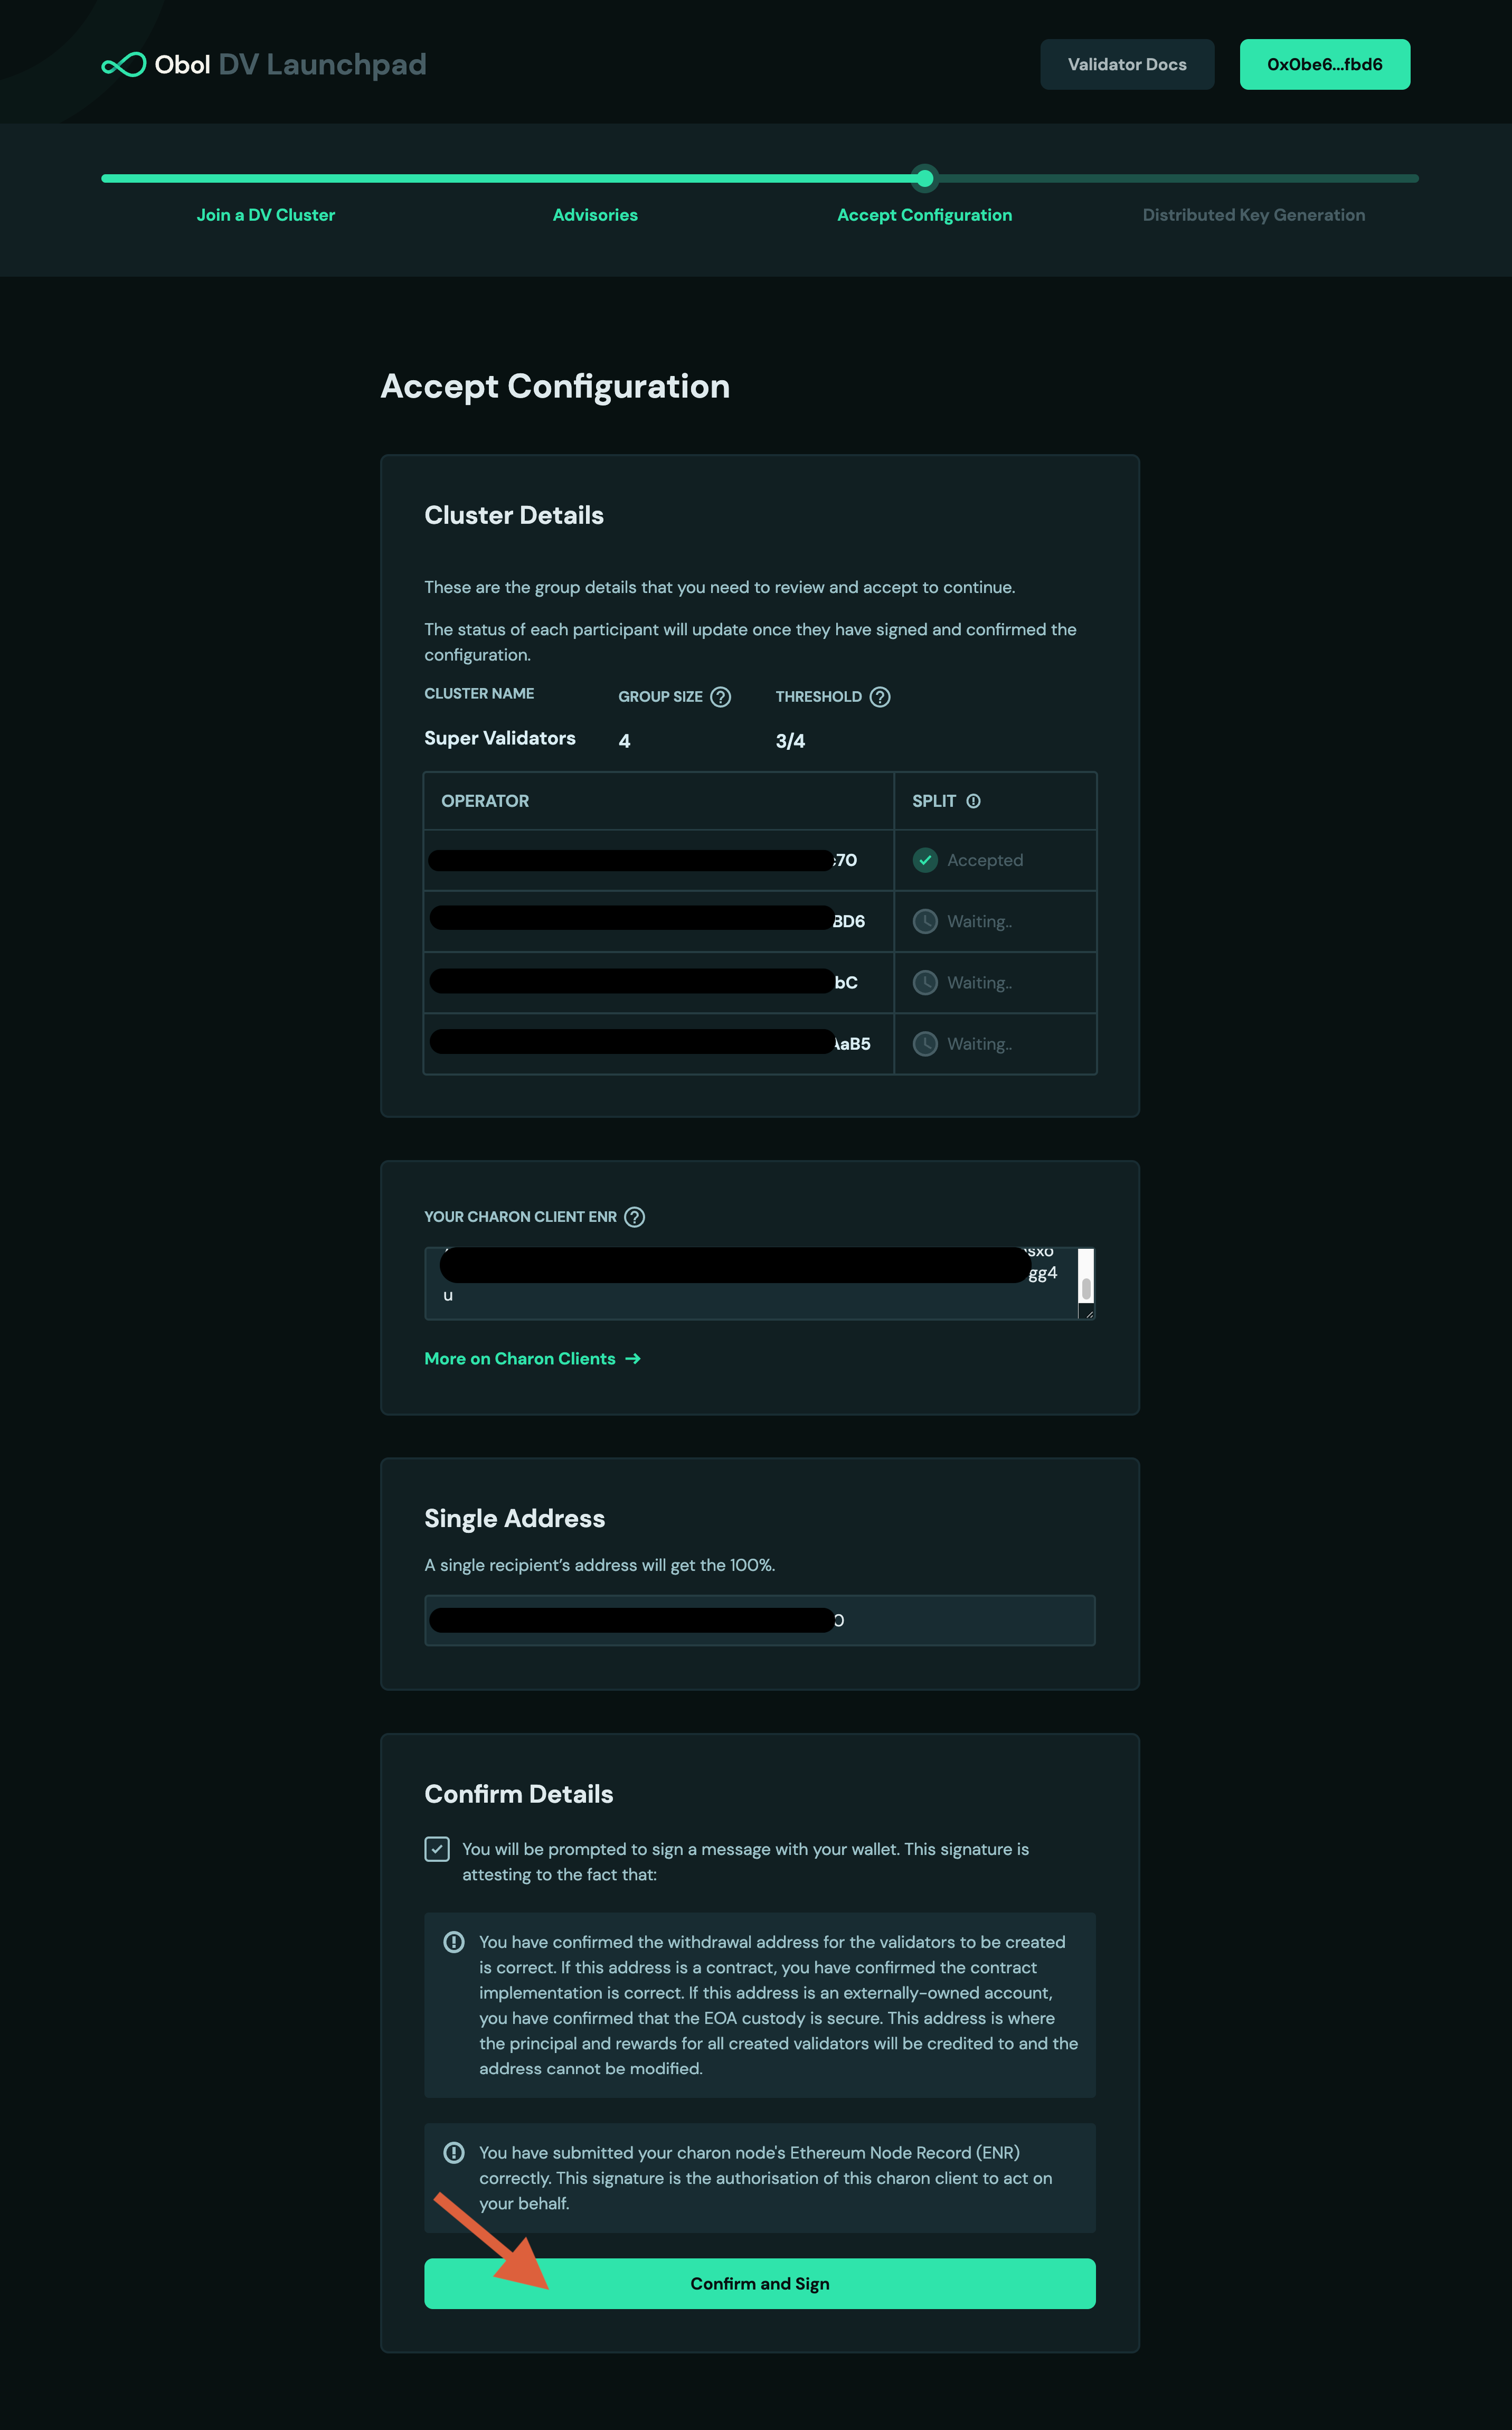 Obol DV Launchpad
Validator Docs
0x0be6...fbd6
Join a DV Cluster
Advisories
Accept Configuration
Distributed Key Generation
Accept Configuration
Cluster Details
These are the group details that you need to review and accept to continue.
The status of each participant will update once they have signed and confirmed the
configuration.
CLUSTER NAME
GROUP SIZE
THRESHOLD
Super Validators
4
3/4
OPERATOR
SPLIT
70
Accepted
BD6
Waiting..
bC
Waiting..
AaB5
Waiting..
YOUR CHARON CLIENT ENR
sxo
gg4
u
More on Charon Clients →
Single Address
A single recipient's address will get the 100%.
0
Confirm Details
You will be prompted to sign a message with your wallet. This signature is
attesting to the fact that:
You have confirmed the withdrawal address for the validators to be created
is correct. If this address is a contract, you have confirmed the contract
implementation is correct. If this address is an externally-owned account,
you have confirmed that the EOA custody is secure. This address is where
the principal and rewards for all created validators will be credited to and the
address cannot be modified.
You have submitted your charon node's Ethereum Node Record (ENR)
correctly. This signature is the authorisation of this charon client to act on
your behalf.
Confirm and Sign